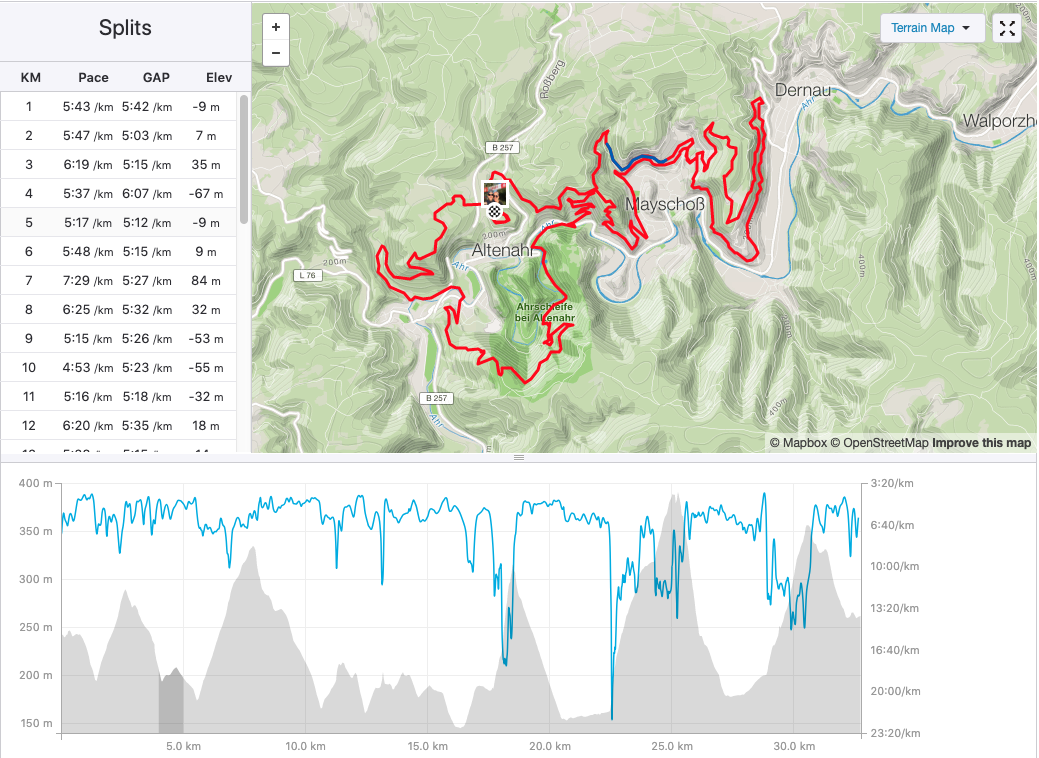 Splits
KM Pace GAP Elev
1 5:43 /km 5:42 /km -9 m
2 5:47 /km 5:03 /km 7 m
3 6:19 /km 5:15 /km 35 m
4 5:37 /km 6:07 /km -67 m
5 5:17 /km 5:12 /km -9 m
6 5:48 /km 5:15 /km 9 m
7 7:29 /km 5:27 /km 84 m
8 6:25 /km 5:32 /km 32 m
9 5:15 /km 5:26 /km -53 m
10 4:53 /km 5:23 /km -55 m
11 5:16 /km 5:18 /km -32 m
12 6:20 /km 5:35 /km 18 m
+
−
Terrain Map
200m
Roßberg
Dernau
Ahr
Walporzh
B 257
Mayschoß
200m
Ahr
Altenahr
200m
L 76
Ahr
200m
400m
400m
Ahrschleife
bei Altenahr
200m
B 257
400m
Ahr
© Mapbox © OpenStreetMap Improve this map
400 m
350 m
300 m
250 m
200 m
150 m
3:20/km
6:40/km
10:00/km
13:20/km
16:40/km
20:00/km
23:20/km
5.0 km 10.0 km 15.0 km 20.0 km 25.0 km 30.0 km